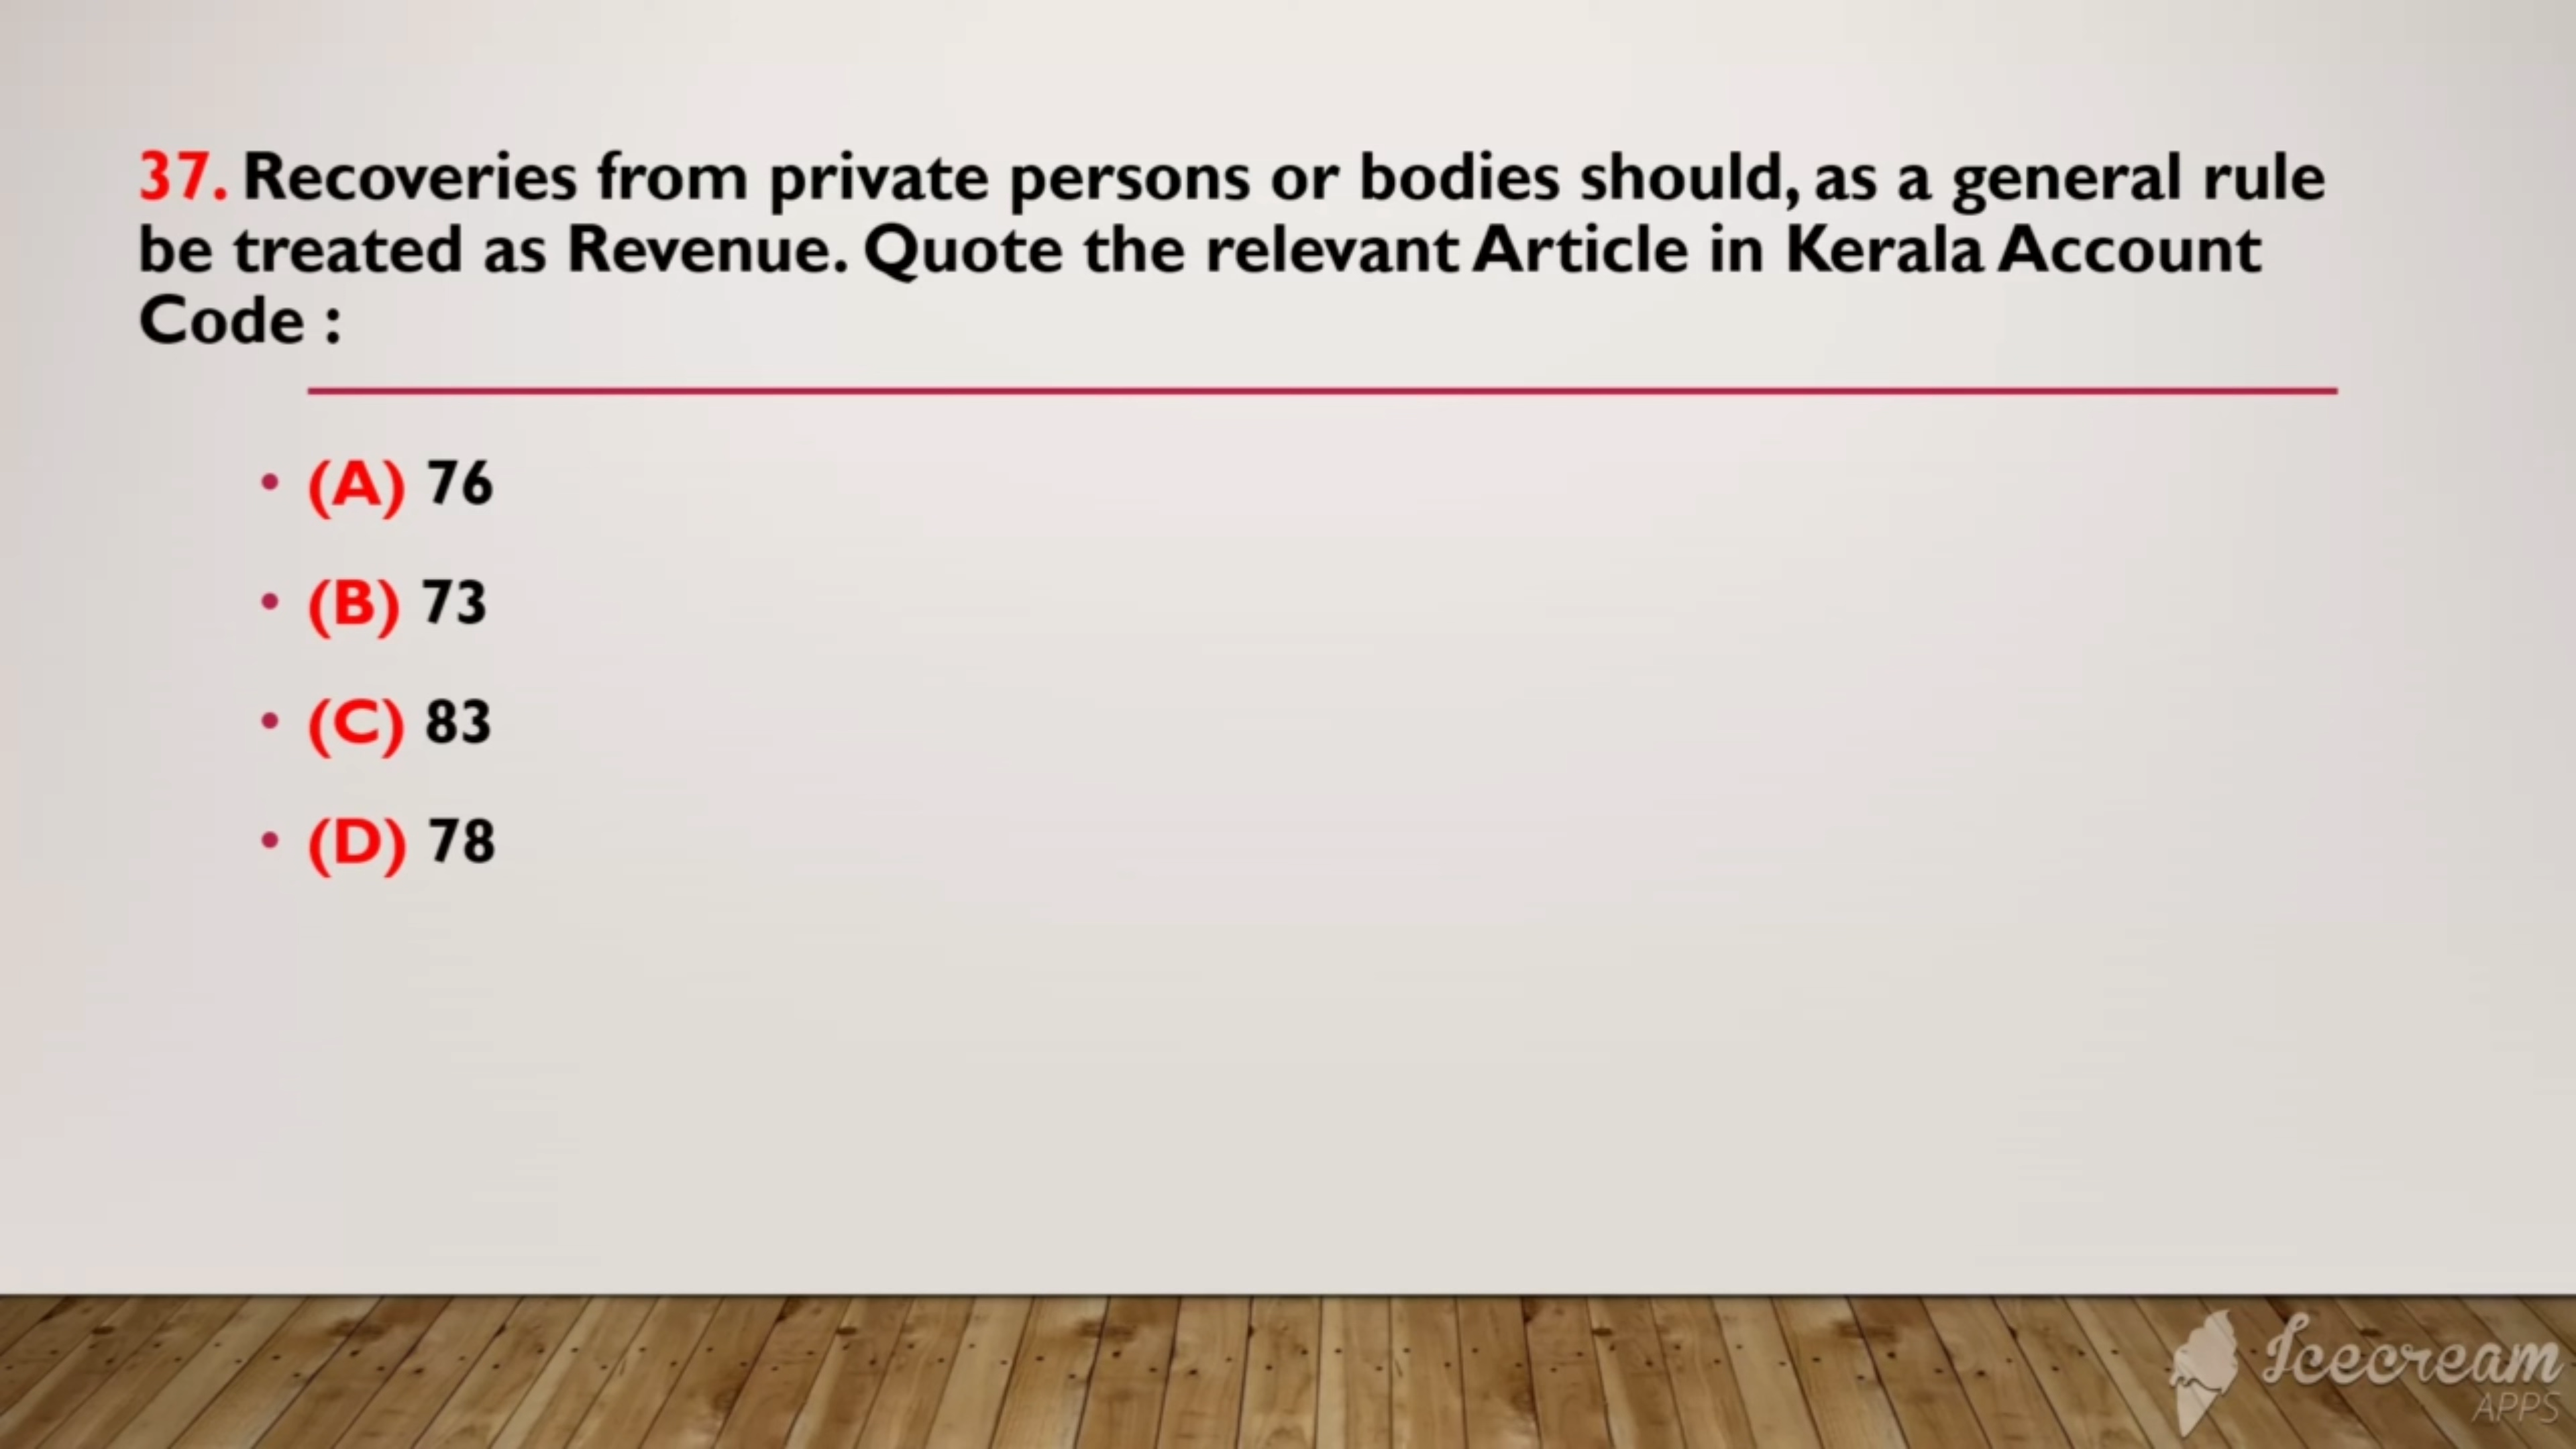 37. Recoveries from private persons or bodies should, as a general rule
be treated as Revenue. Quote the relevant Article in Kerala Account
Code :
• (A) 76
• (B) 73
• (C) 83
• (D) 78
Icecream
APPS